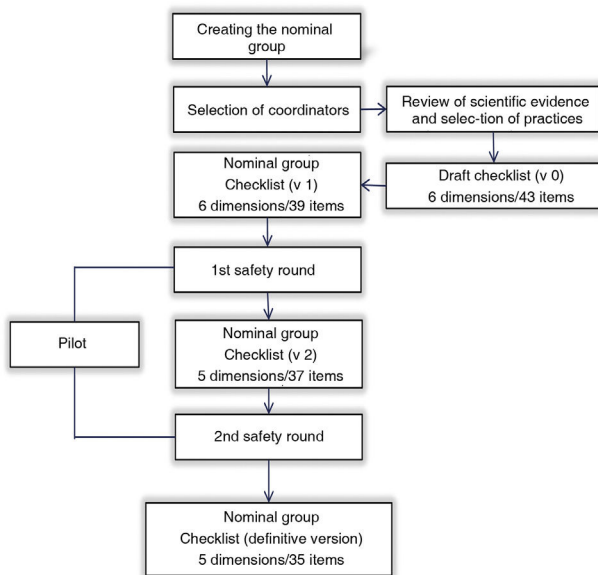 Creating the nominal
group
Selection of coordinators
Review of scientific evidence
and selec-tion of practices
Draft checklist (v 0)
6 dimensions/43 items
Nominal group
Checklist (v 1)
6 dimensions/39 items
1st safety round
Pilot
Nominal group
Checklist (v 2)
5 dimensions/37 items
2nd safety round
Nominal group
Checklist (definitive version)
5 dimensions/35 items